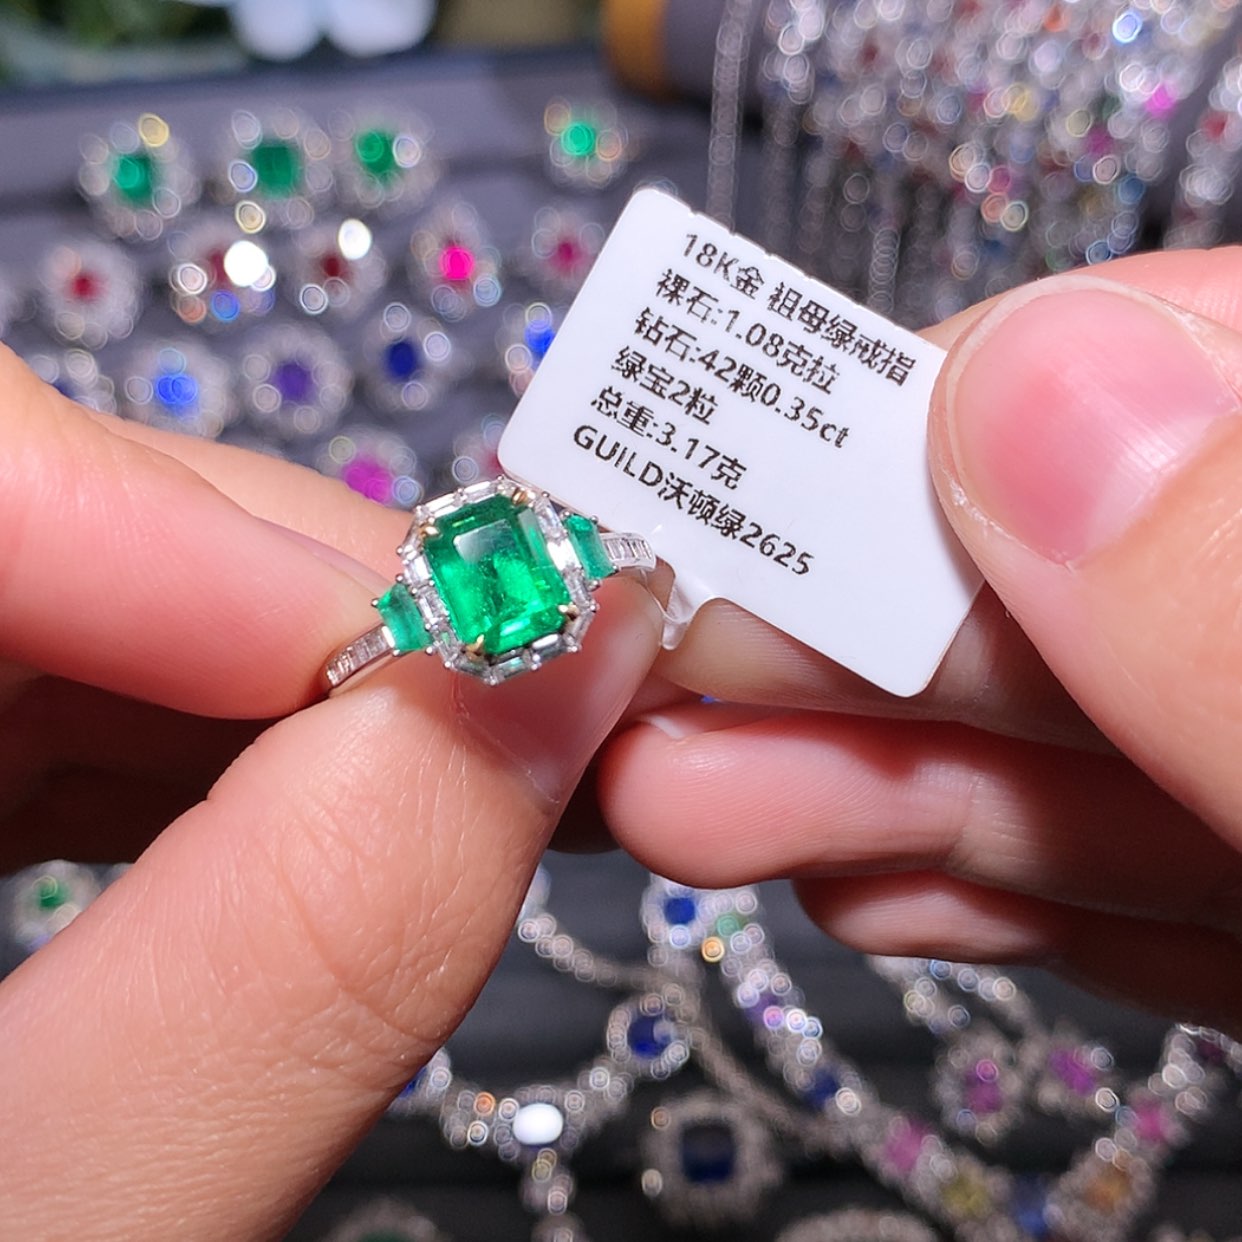 18K金 祖母绿戒指
裸石:1.08克拉
钻石:42颗0.35ct
绿宝2粒
总重:3.17克
GUILD沃顿绿2625